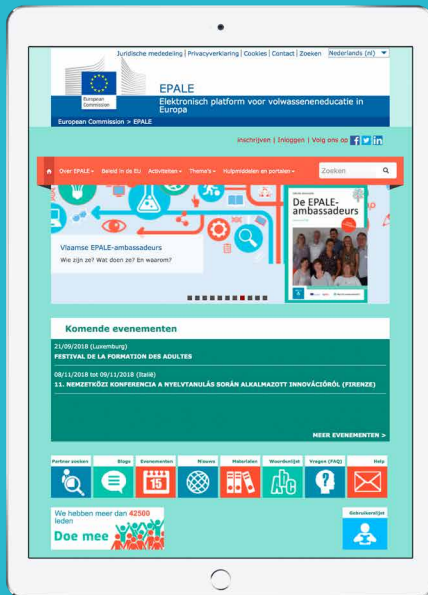 Juridische mededeling | Privacyverklaring | Cookies | Contact | Zoeken Nederlands (nl)
European
Commission
EPALE
Elektronisch platform voor volwasseneneducatie in
Europa
European Commission > EPALE
Inschrijven | Inloggen | Volg ons op
Over EPALE Beleid in de EU Activiteiten Thema's Hulpmiddelen en portalen Zoeken
De EPALE-
ambassadeurs
Vlaamse EPALE-ambassadeurs
Wie zijn ze? Wat doen ze? En waarom?
Komende evenementen
21/09/2018 (Luxemburg)
FESTIVAL DE LA FORMATION DES ADULTES
08/11/2018 tot 09/11/2018 (Italië)
11. NEMZETKÖZI KONFERENCIA A NYELVTANULÁS SORÁN ALKALMAZOTT INNOVÁCIÓRÓL (FIRENZE)
MEER EVENEMENTEN >
Partner zoeken Blogs Evenementen Nieuws Materialen Woordenlijst Vragen (FAQ) Help
15
We hebben meer dan 42500
leden
Doe mee
Gebruikerslijst